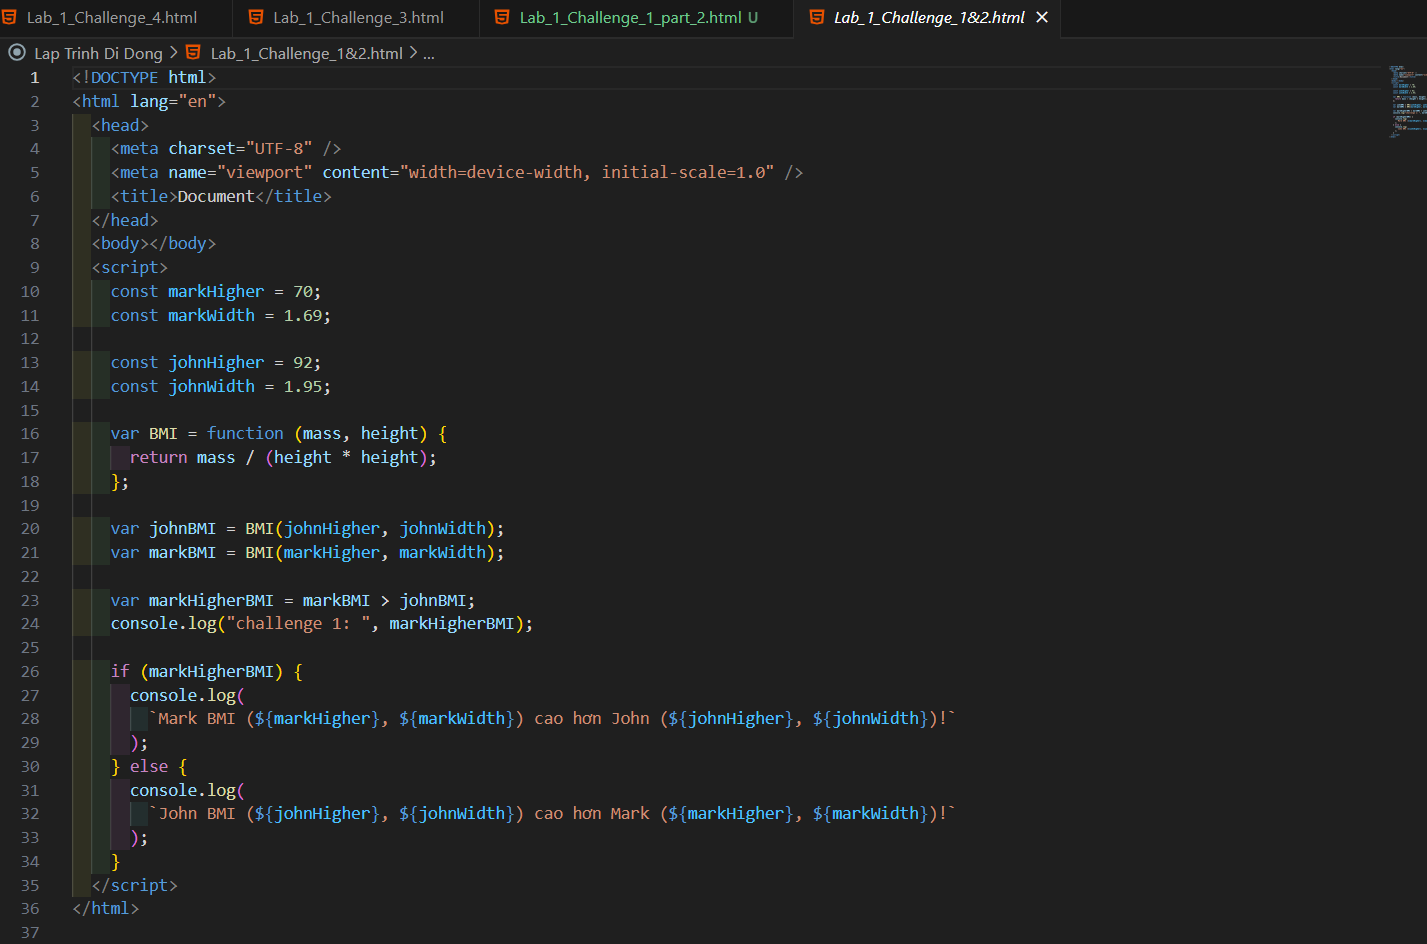 Lab_1_Challenge_4.html Lab_1_Challenge_3.html Lab_1_Challenge_1_part_2.html U Lab_1_Challenge_1&2.html
Lap Trinh Di Dong > Lab_1_Challenge_1&2.html > ...
1 <!DOCTYPE html>
2 <html lang="en">
3   <head>
4     <meta charset="UTF-8" />
5     <meta name="viewport" content="width=device-width, initial-scale=1.0" />
6     <title>Document</title>
7   </head>
8   <body></body>
9   <script>
10     const markHigher = 70;
11     const markWidth = 1.69;
12
13     const johnHigher = 92;
14     const johnWidth = 1.95;
15
16     var BMI = function (mass, height) {
17       return mass / (height * height);
18     };
19
20     var johnBMI = BMI(johnHigher, johnWidth);
21     var markBMI = BMI(markHigher, markWidth);
22
23     var markHigherBMI = markBMI > johnBMI;
24     console.log("challenge 1: ", markHigherBMI);
25
26     if (markHigherBMI) {
27       console.log(
28         `Mark BMI (${markHigher}, ${markWidth}) cao hơn John (${johnHigher}, ${johnWidth})!`
29       );
30     } else {
31       console.log(
32         `John BMI (${johnHigher}, ${johnWidth}) cao hơn Mark (${markHigher}, ${markWidth})!`
33       );
34     }
35   </script>
36 </html>
37